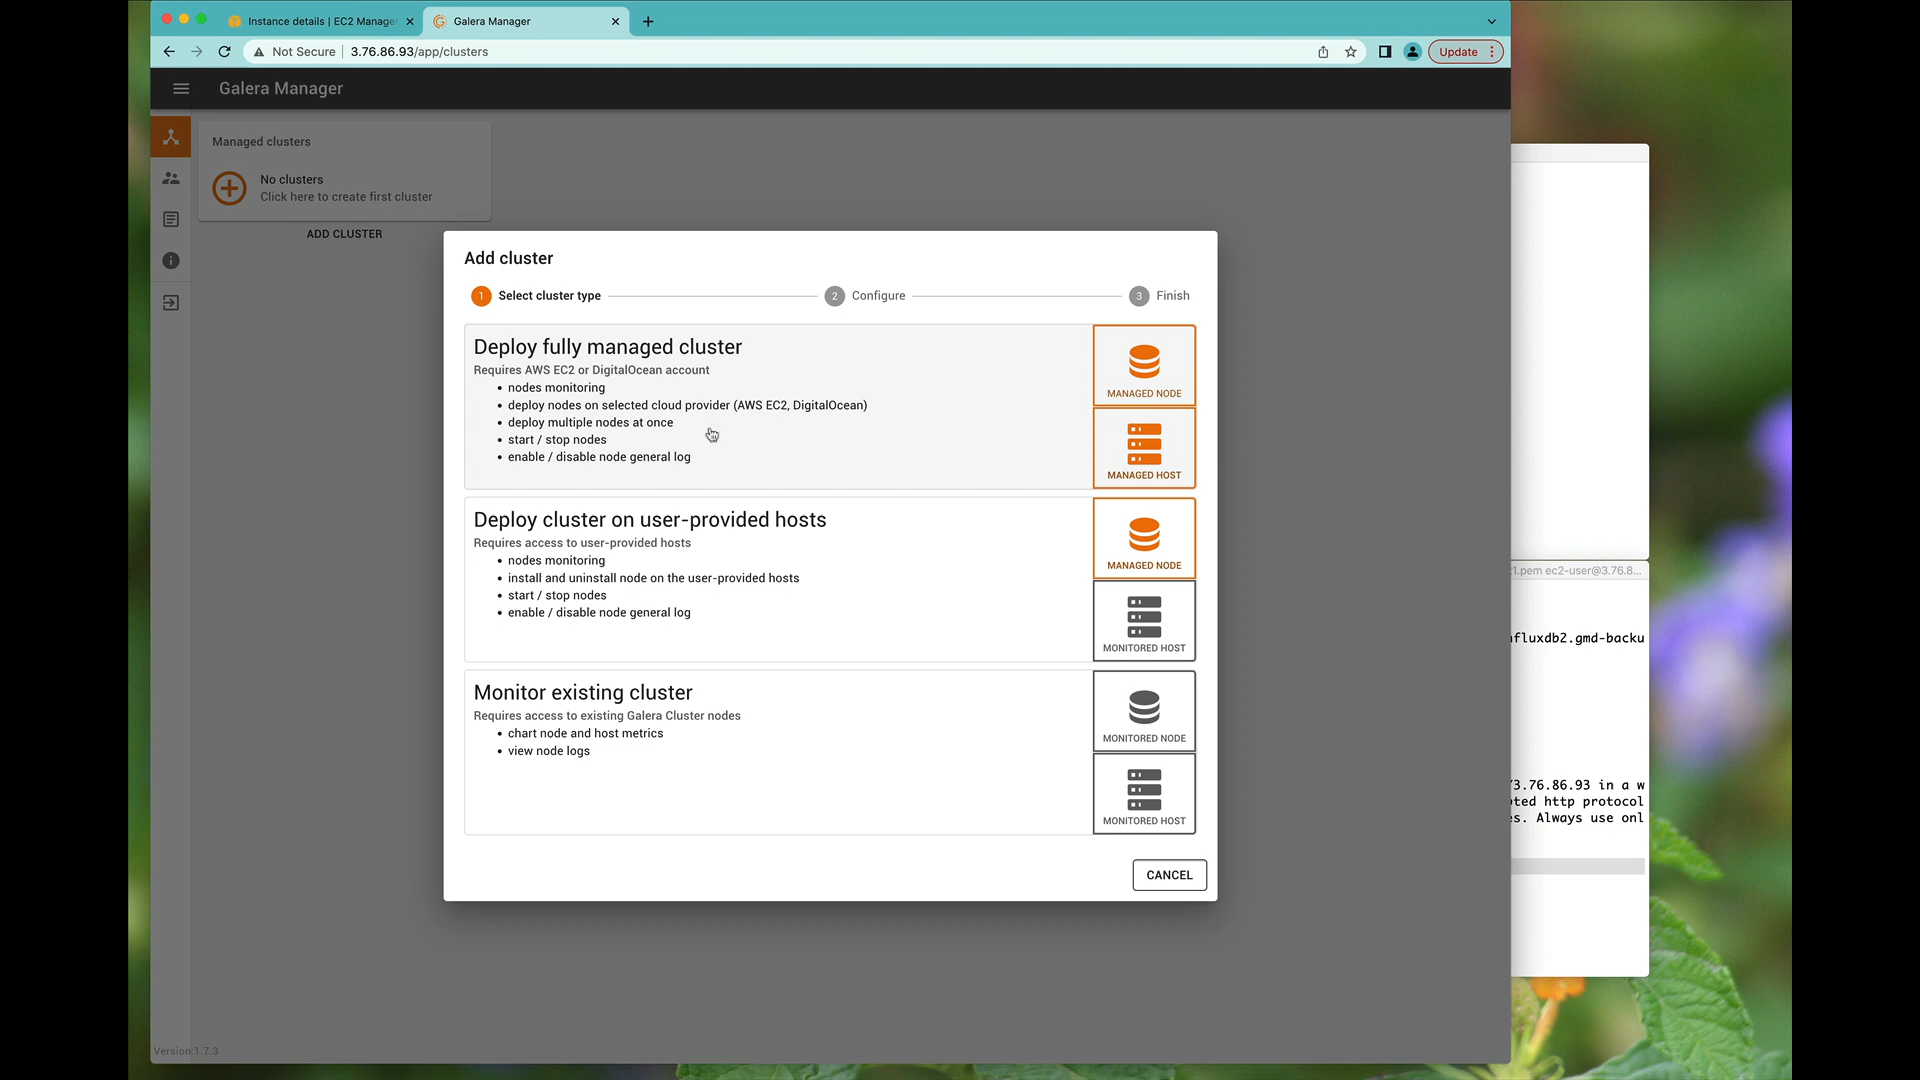 Instance details | EC2 Manage
Galera Manager
Not Secure
3.76.86.93/app/clusters
Update
Galera Manager
Managed clusters
No clusters
Click here to create first cluster
ADD CLUSTER
Add cluster
1 Select cluster type
2 Configure
3 Finish
Deploy fully managed cluster
Requires AWS EC2 or DigitalOcean account
• nodes monitoring
• deploy nodes on selected cloud provider (AWS EC2, DigitalOcean)
• deploy multiple nodes at once
• start / stop nodes
• enable / disable node general log
MANAGED NODE
MANAGED HOST
Deploy cluster on user-provided hosts
Requires access to user-provided hosts
• nodes monitoring
• install and uninstall node on the user-provided hosts
• start / stop nodes
• enable / disable node general log
MANAGED NODE
MONITORED HOST
Monitor existing cluster
Requires access to existing Galera Cluster nodes
• chart node and host metrics
• view node logs
MONITORED NODE
MONITORED HOST
CANCEL
Version:1.7.3
1.pem ec2-user@3.76.8...
fluxdb2.gmd-backu
/3.76.86.93 in a w
ted http protocol
s. Always use onl